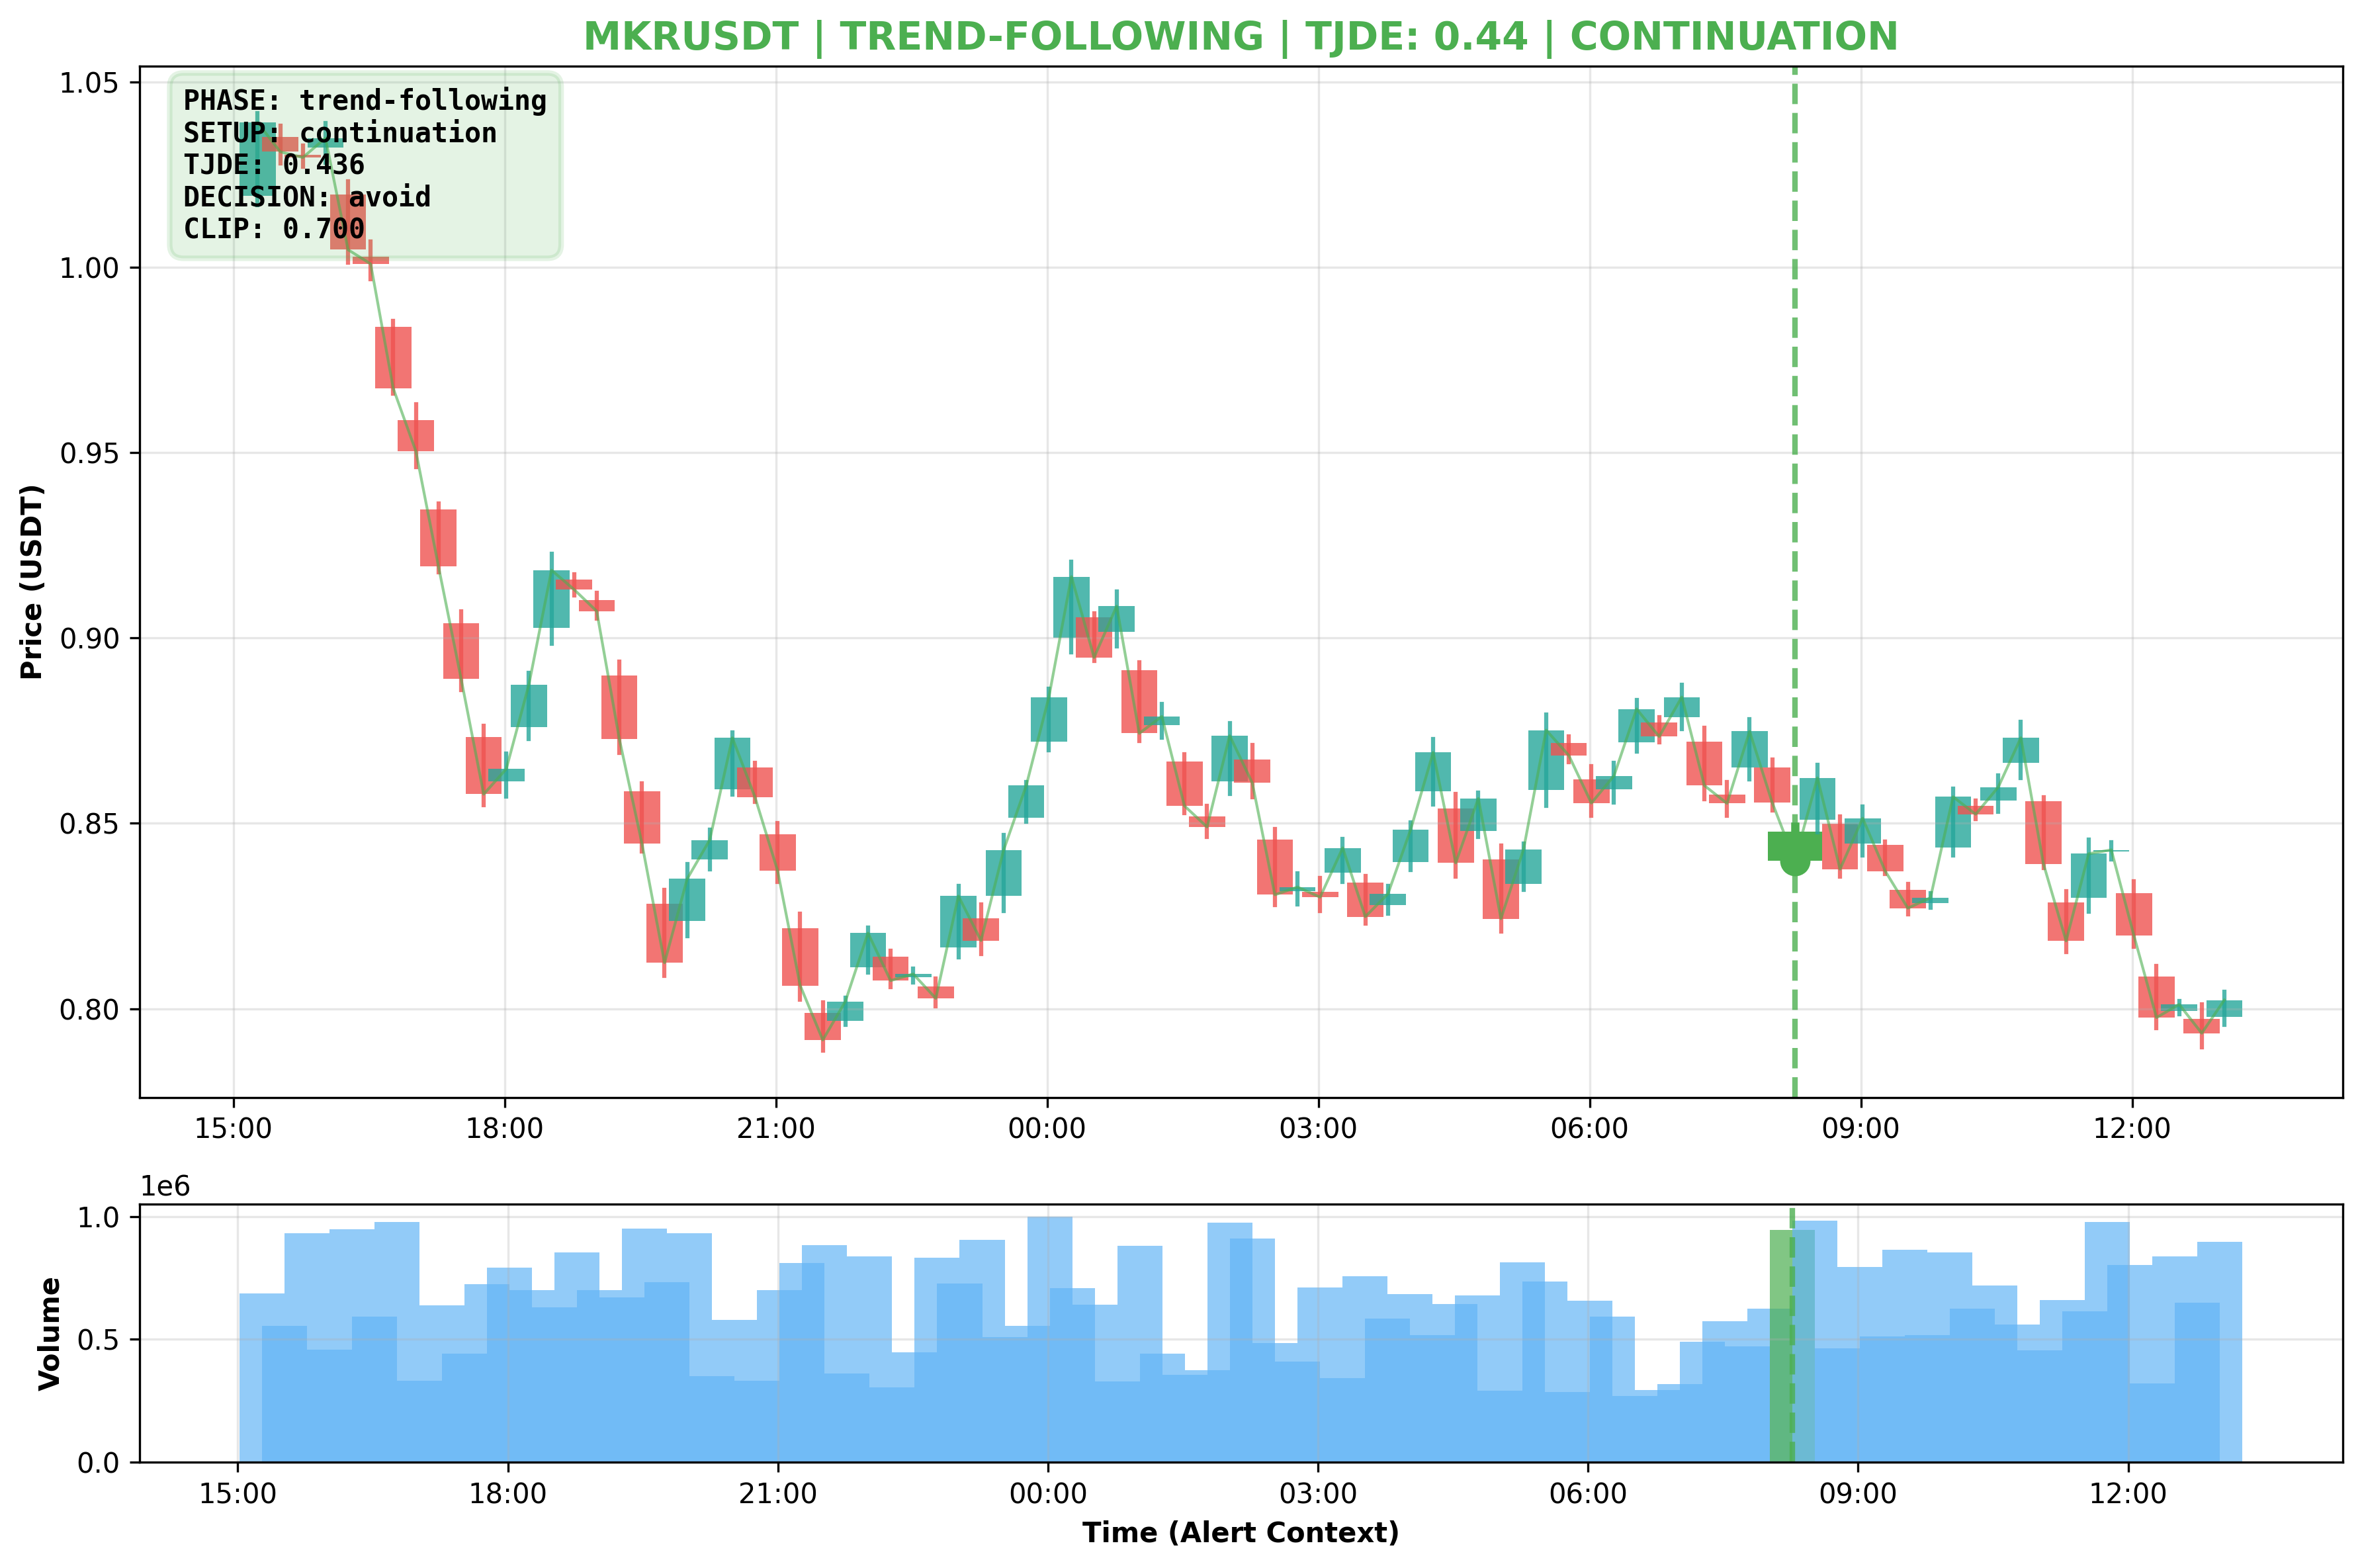 MKRUSDT | TREND-FOLLOWING | TJDE: 0.44 | CONTINUATION
PHASE: trend-following
SETUP: continuation
TJDE: 0.436
DECISION: avoid
CLIP: 0.700
Price (USDT)
1.05
1.00
0.95
0.90
0.85
0.80
15:00 18:00 21:00 00:00 03:00 06:00 09:00 12:00
1e6
Volume
1.0
0.5
0.0
15:00 18:00 21:00 00:00 03:00 06:00 09:00 12:00
Time (Alert Context)